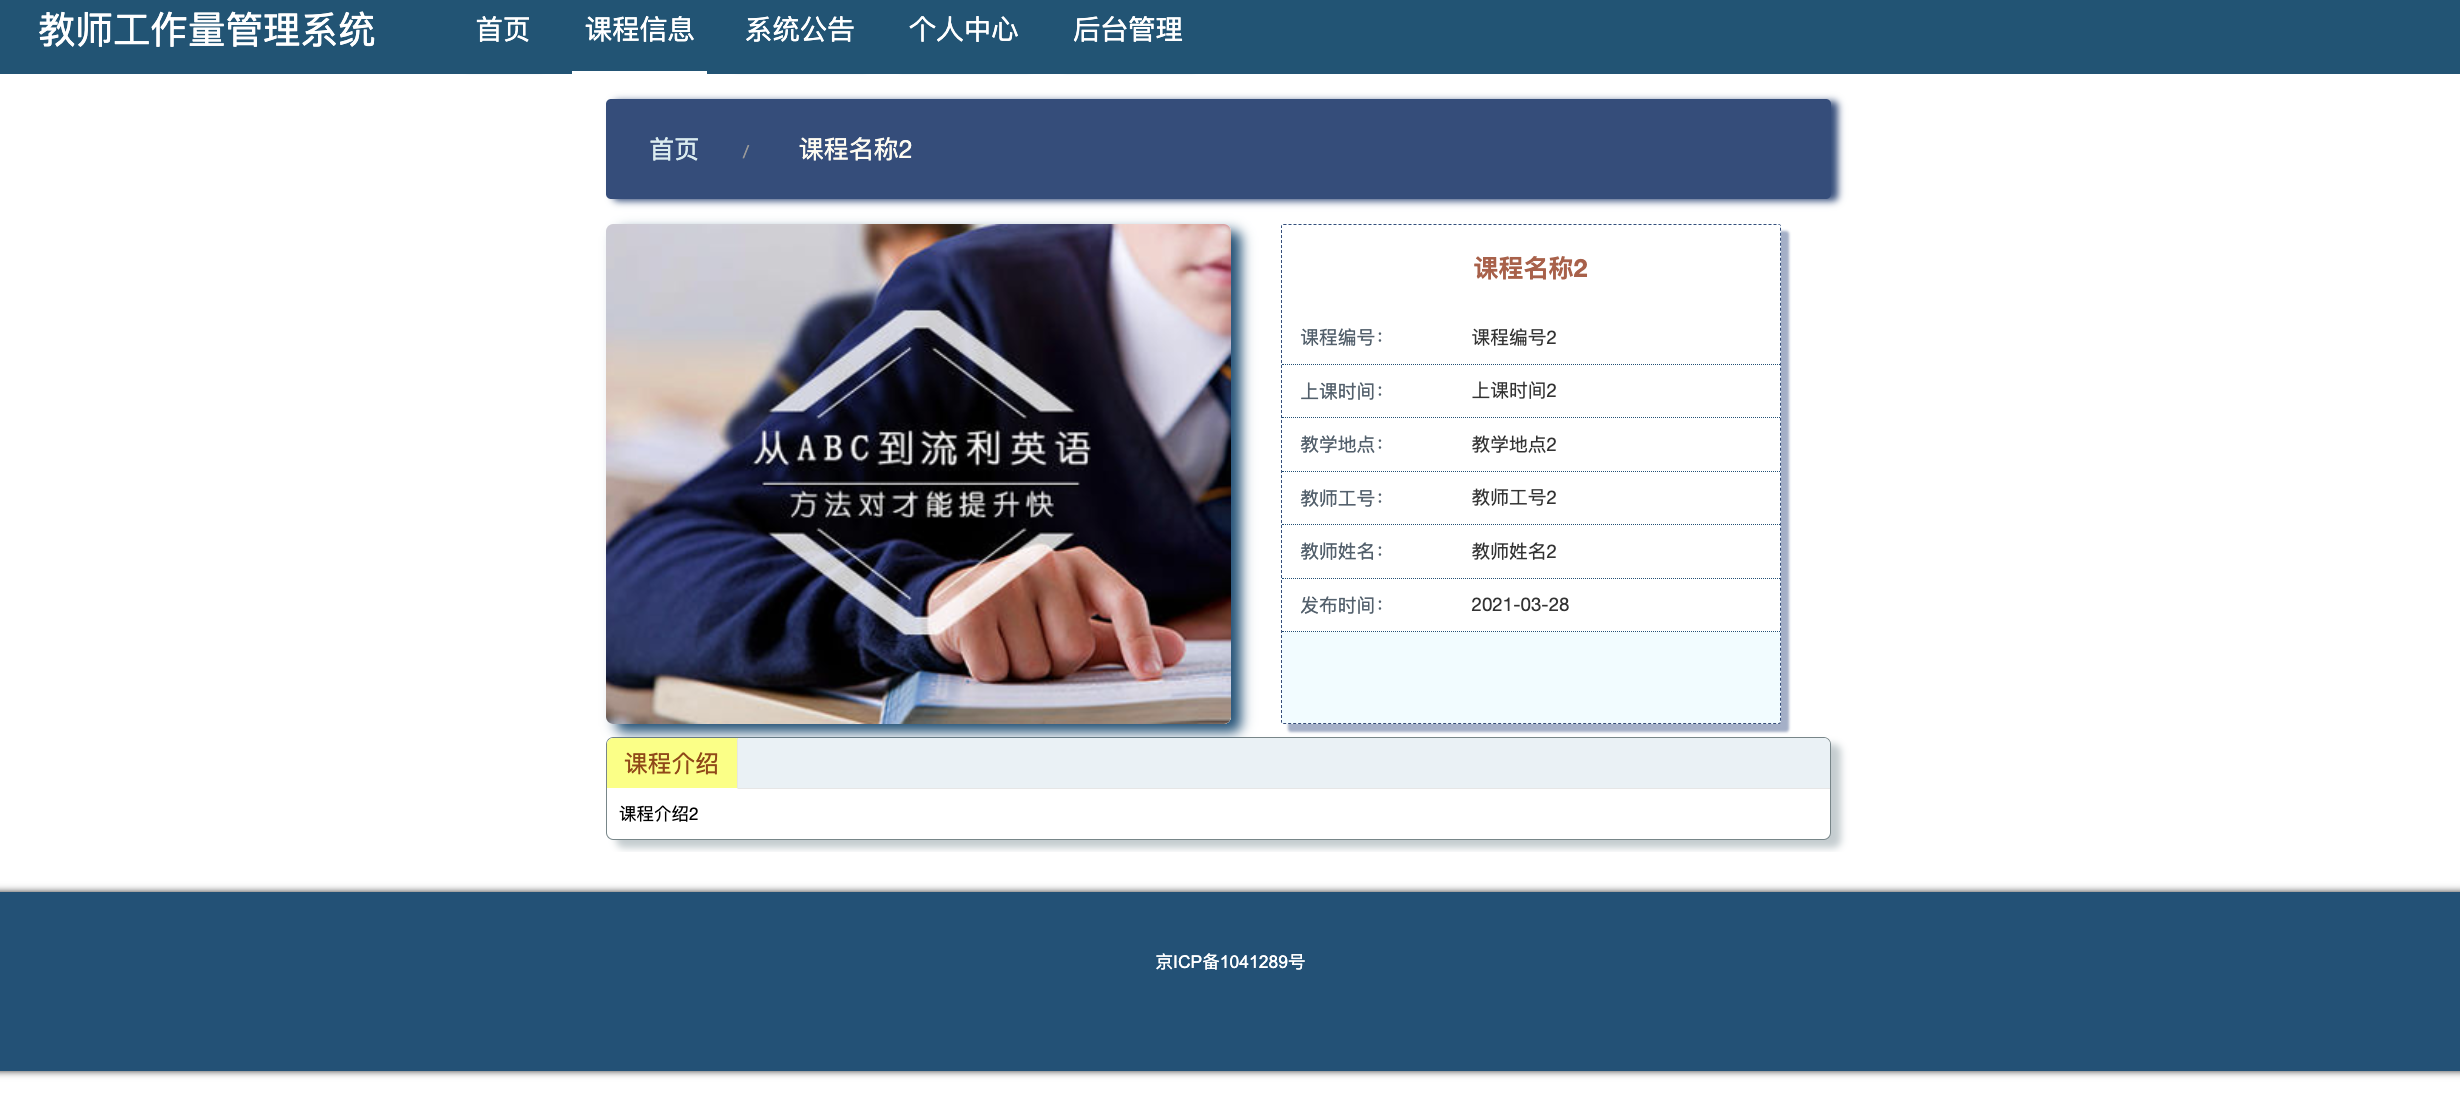 教师工作量管理系统 首页 课程信息 系统公告 个人中心 后台管理
首页 / 课程名称2
从ABC到流利英语
方法对才能提升快
课程名称2
课程编号： 课程编号2
上课时间： 上课时间2
教学地点： 教学地点2
教师工号： 教师工号2
教师姓名： 教师姓名2
发布时间： 2021-03-28
课程介绍
课程介绍2
京ICP备1041289号